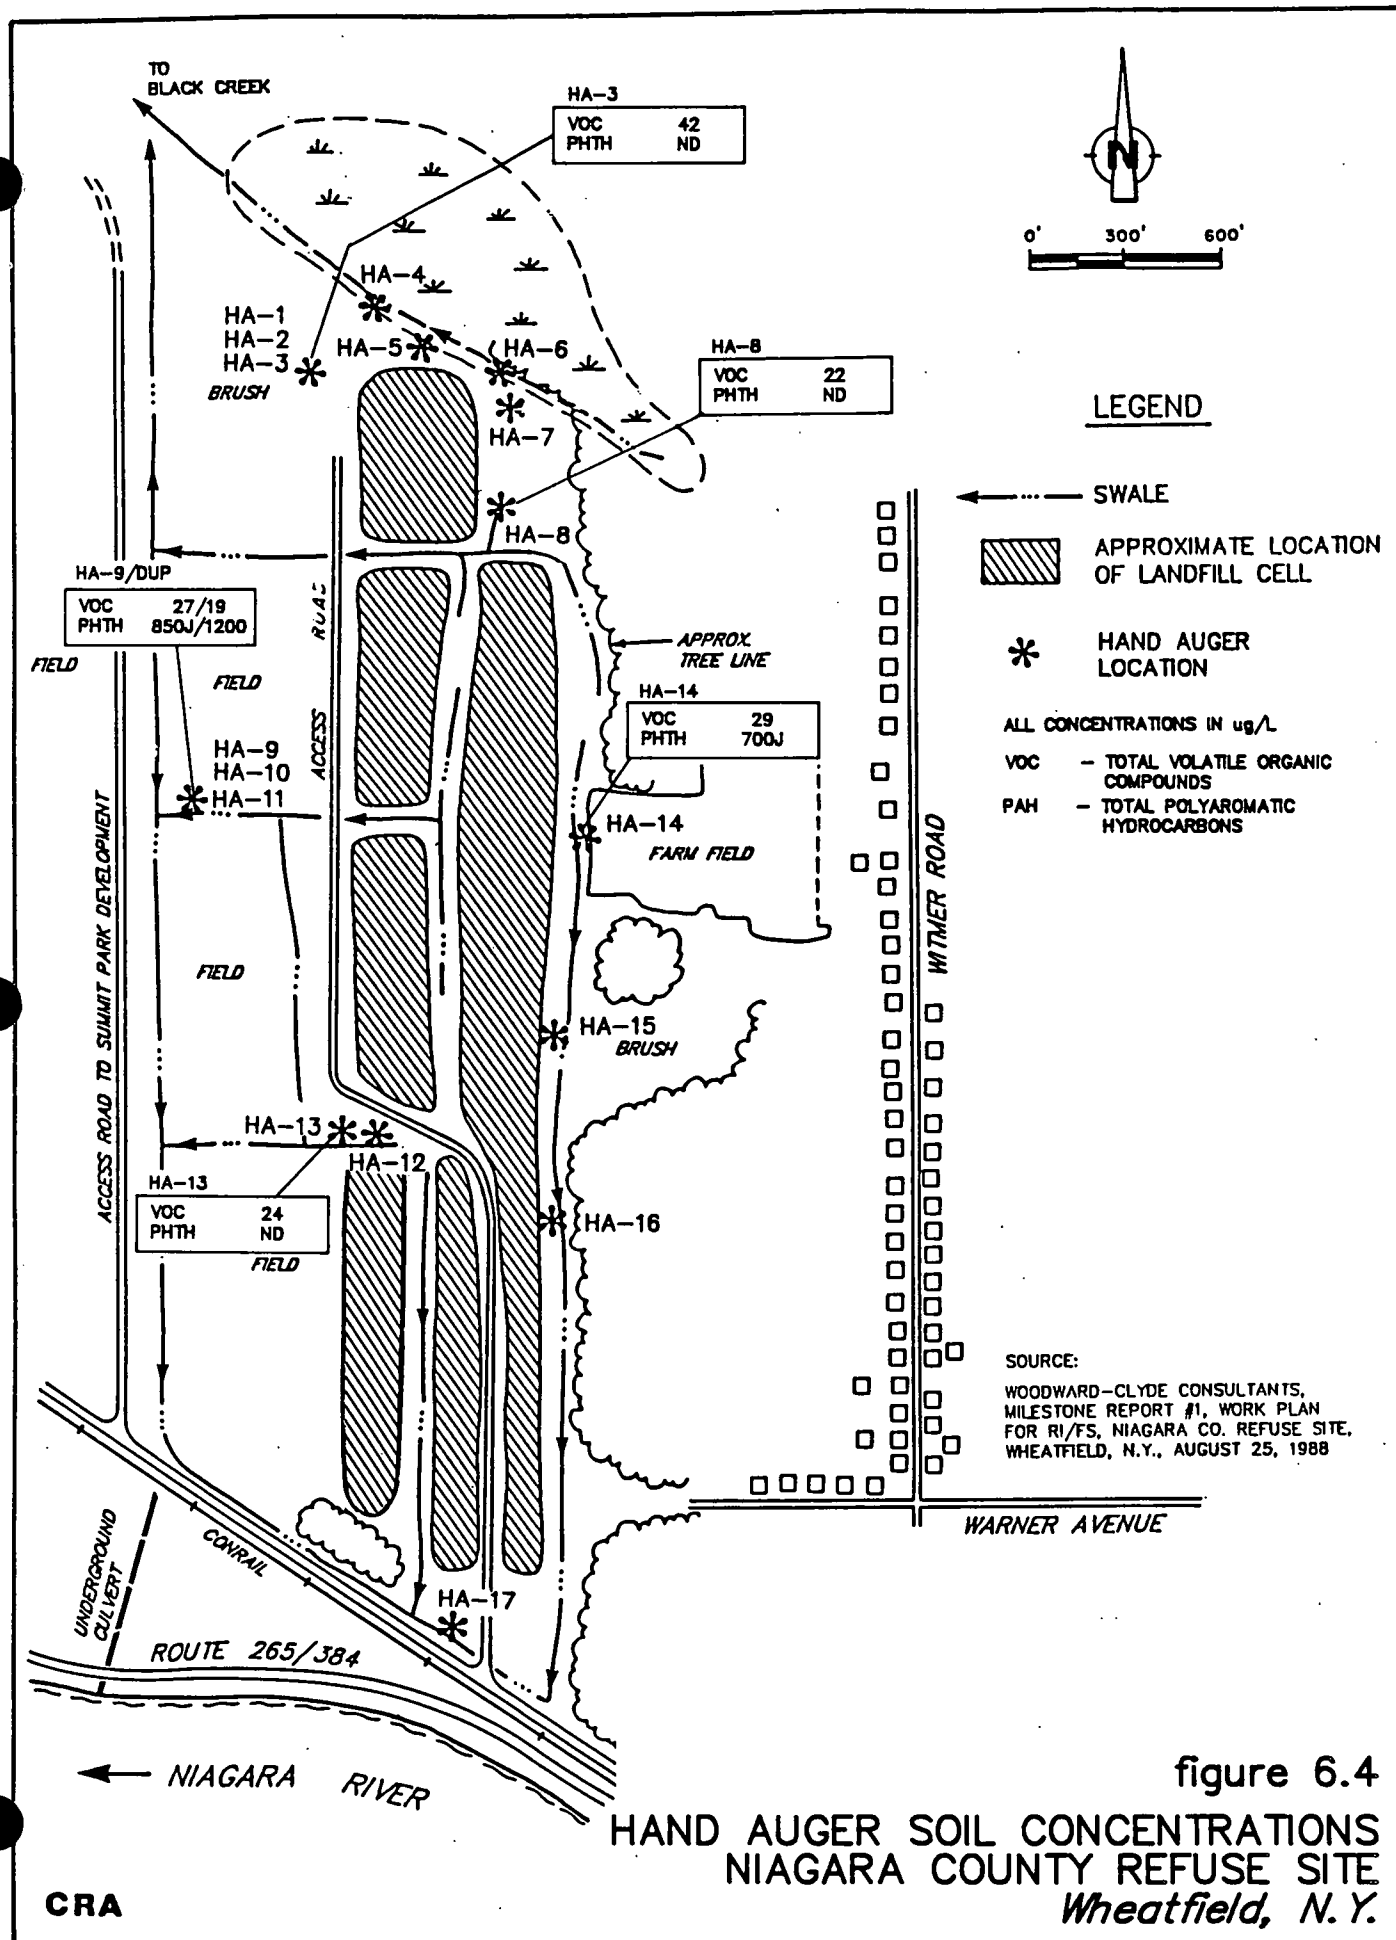 TO
BLACK CREEK
HA-3
VOC 42
PHTH ND
N
0' 300' 600'
HA-4
HA-1
HA-2
HA-3
HA-5
HA-6
BRUSH
HA-7
HA-8
VOC 22
PHTH ND
HA-8
LEGEND
SWALE
APPROXIMATE LOCATION
OF LANDFILL CELL
HAND AUGER
LOCATION
ALL CONCENTRATIONS IN ug/L
VOC - TOTAL VOLATILE ORGANIC
COMPOUNDS
PAH - TOTAL POLYAROMATIC
HYDROCARBONS
HA-9/DUP
VOC 27/19
PHTH 850J/1200
FIELD
FIELD
ACCESS ROAD
APPROX.
TREE LINE
HA-14
VOC 29
PHTH 700J
HA-9
HA-10
HA-11
HA-14
FARM FIELD
ACCESS ROAD TO SUMMIT PARK DEVELOPMENT
WITMER ROAD
FIELD
HA-15
BRUSH
HA-13
HA-12
HA-13
VOC 24
PHTH ND
FIELD
HA-16
SOURCE:
WOODWARD-CLYDE CONSULTANTS,
MILESTONE REPORT #1, WORK PLAN
FOR RI/FS, NIAGARA CO. REFUSE SITE,
WHEATFIELD, N.Y., AUGUST 25, 1988
WARNER AVENUE
UNDERGROUND
CULVERT
CONRAIL
HA-17
ROUTE 265/384
NIAGARA RIVER
figure 6.4
HAND AUGER SOIL CONCENTRATIONS
NIAGARA COUNTY REFUSE SITE
Wheatfield, N.Y.
CRA